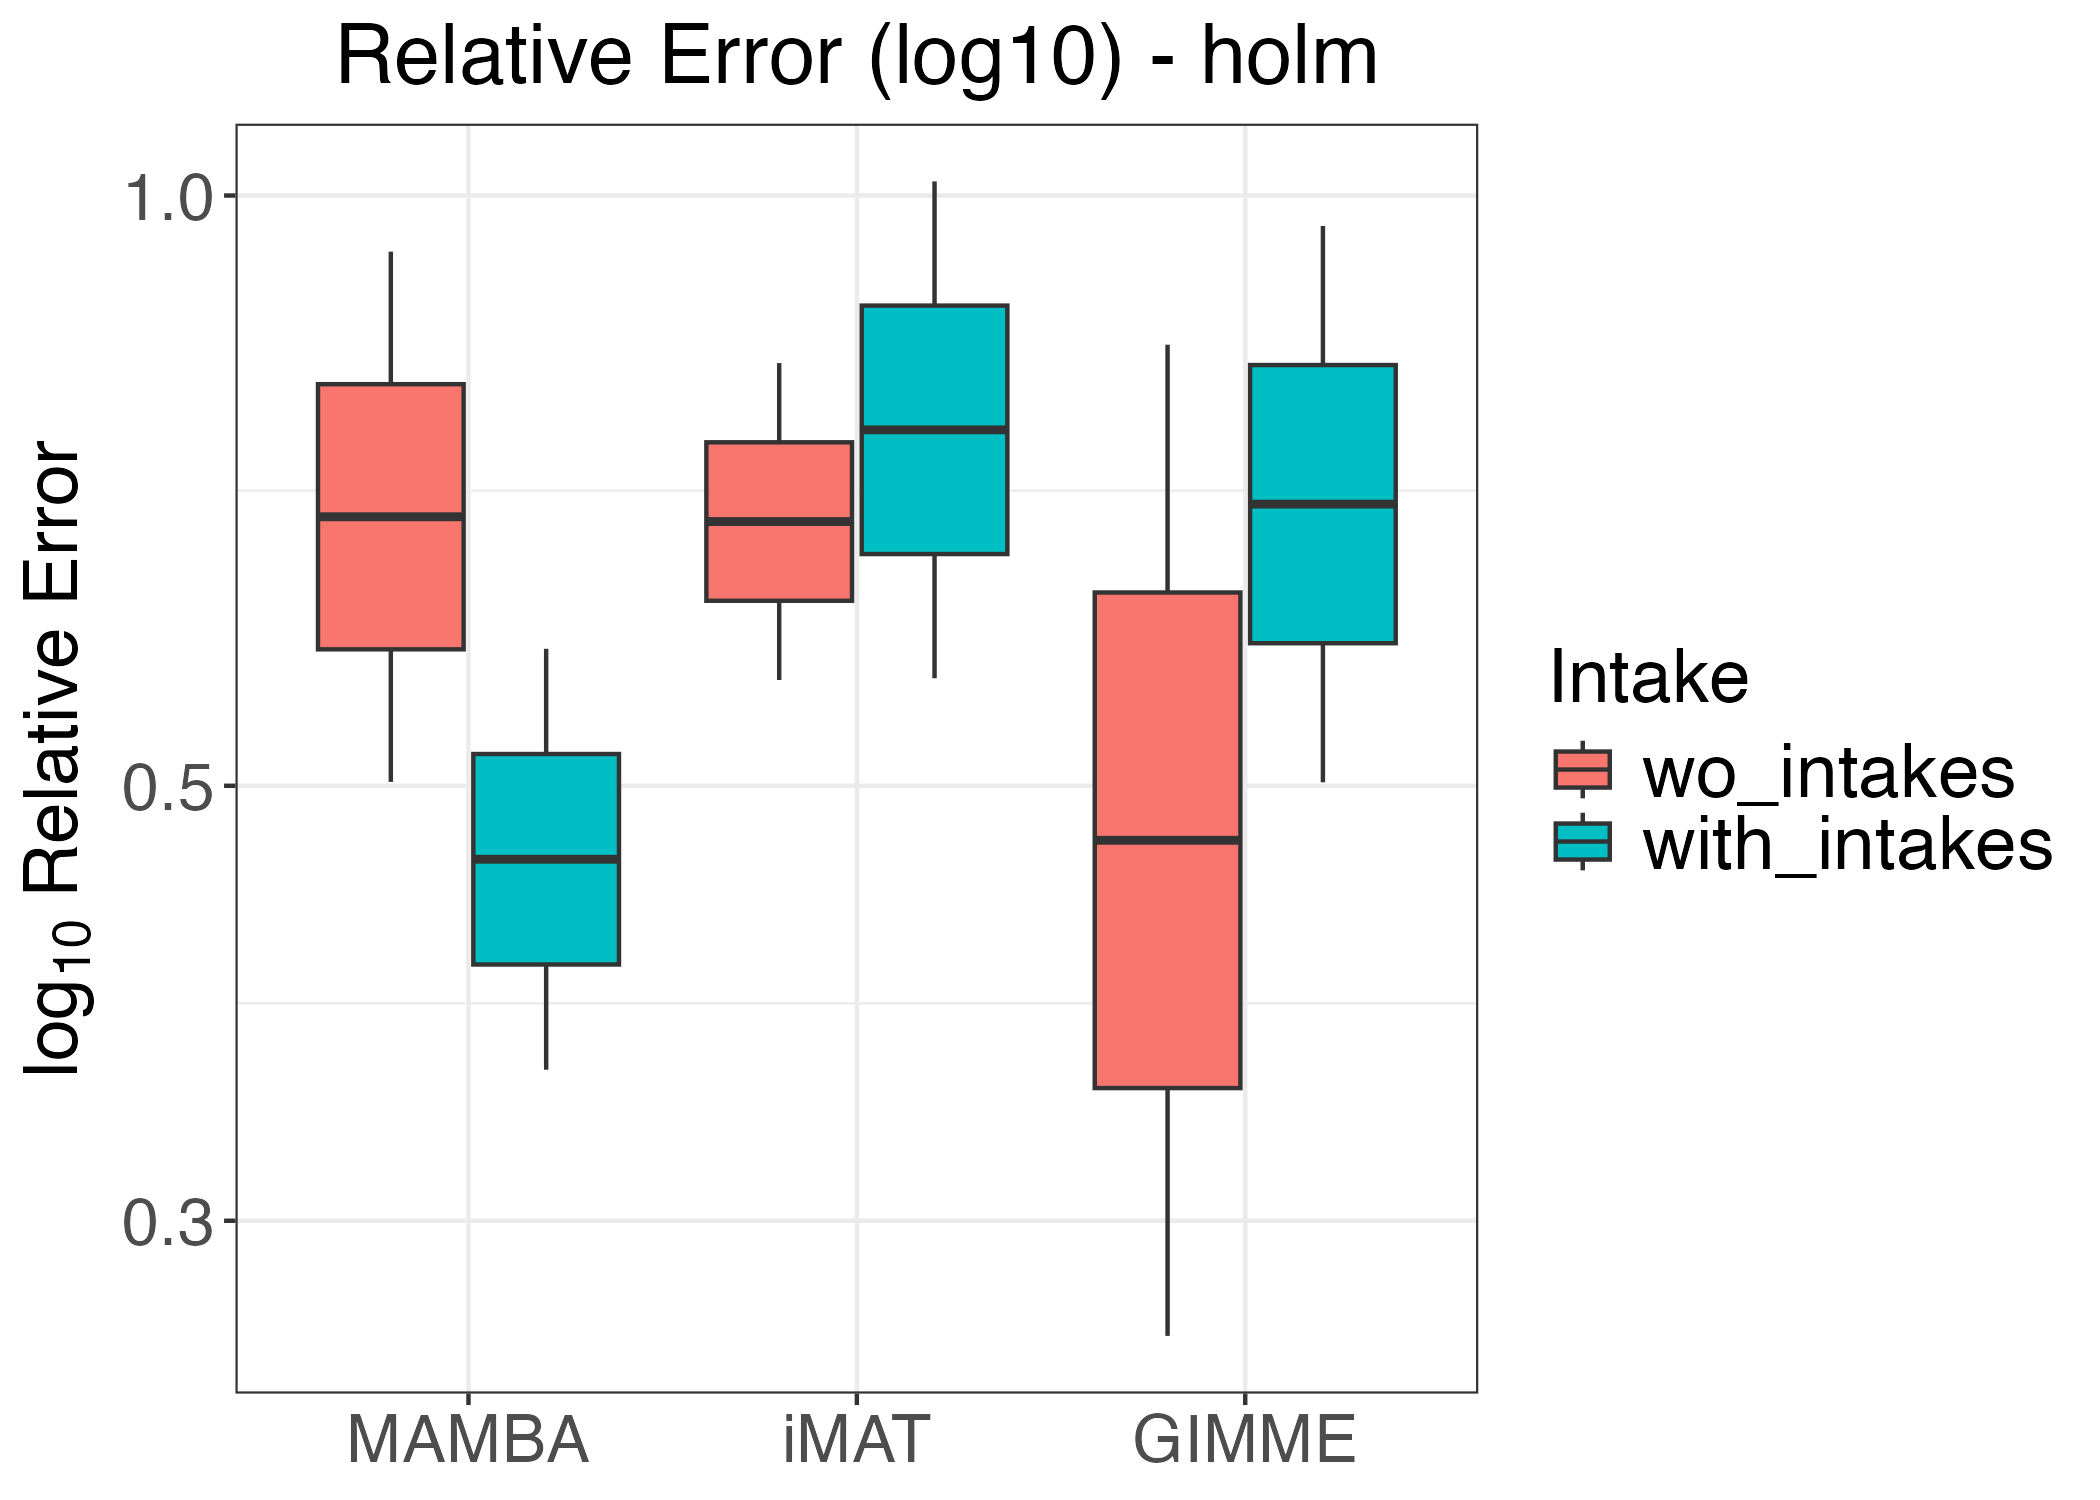 Relative Error (log10) - holm
log10 Relative Error
1.0
0.5
0.3
MAMBA
iMAT
GIMME
Intake
wo_intakes
with_intakes